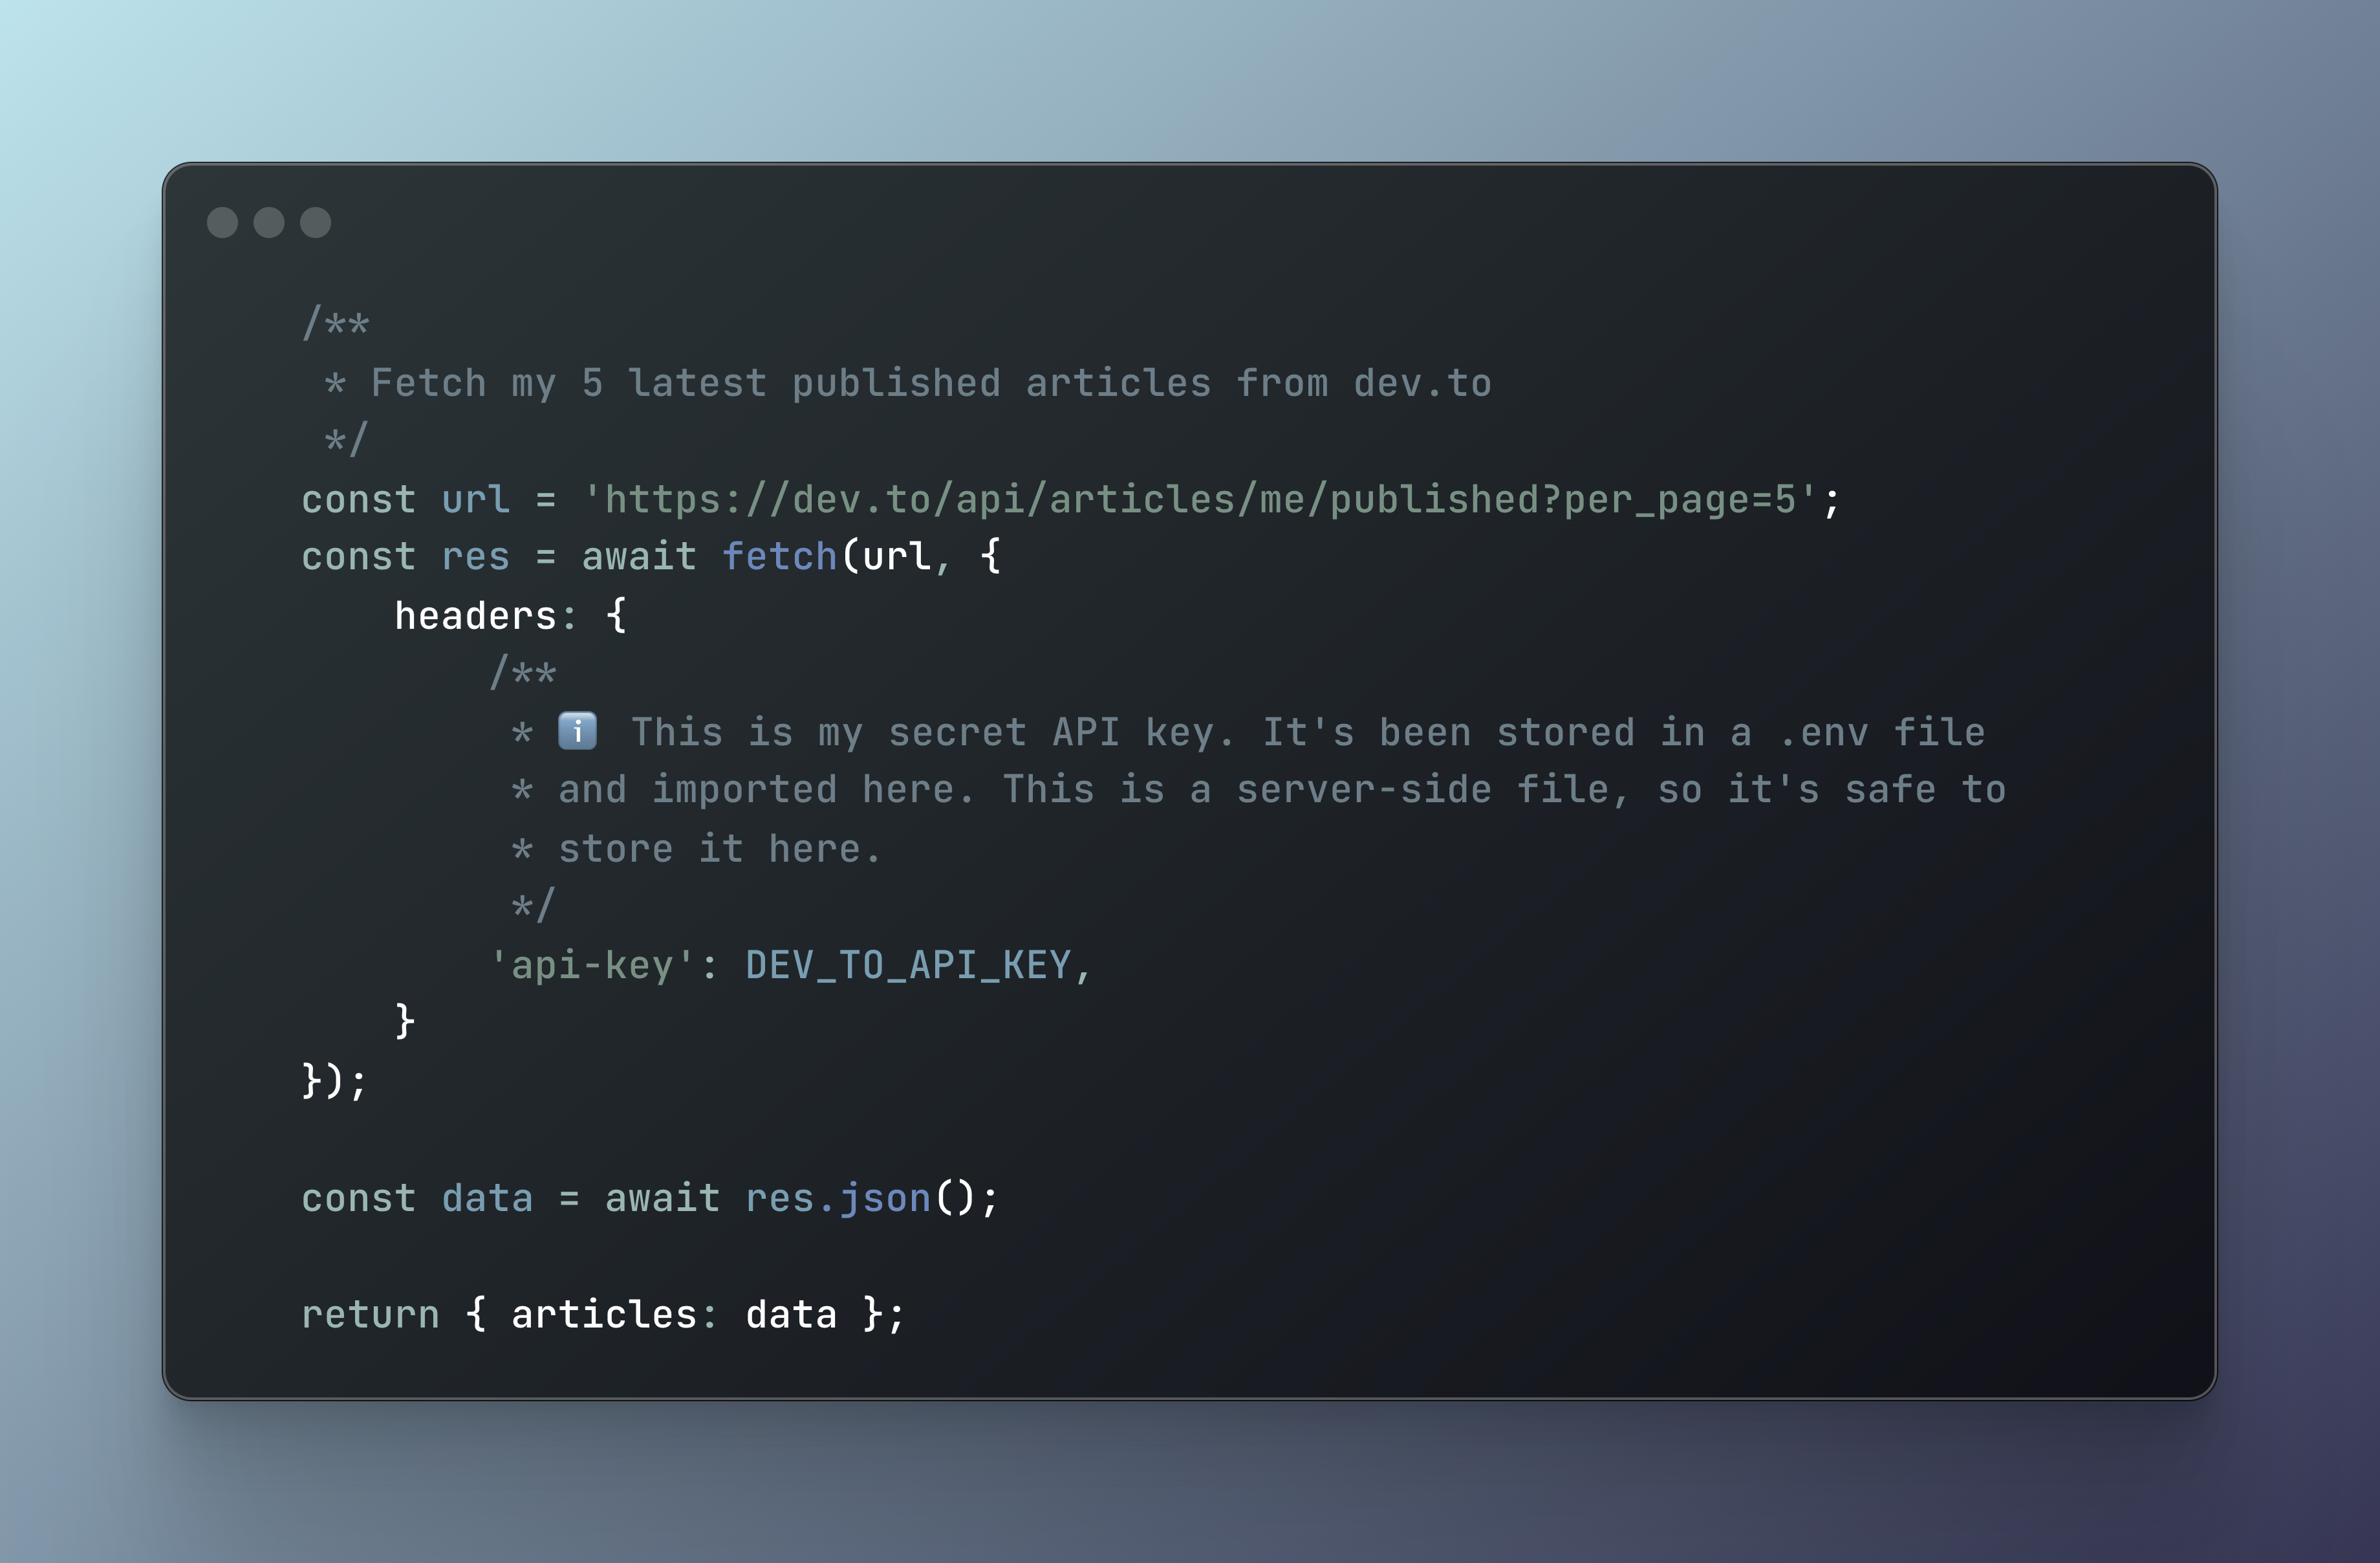 /**
 * Fetch my 5 latest published articles from dev.to
 */
const url = 'https://dev.to/api/articles/me/published?per_page=5';
const res = await fetch(url, {
    headers: {
        /**
         * ℹ️ This is my secret API key. It's been stored in a .env file
         * and imported here. This is a server-side file, so it's safe to
         * store it here.
         */
        'api-key': DEV_TO_API_KEY,
    }
});

const data = await res.json();

return { articles: data };